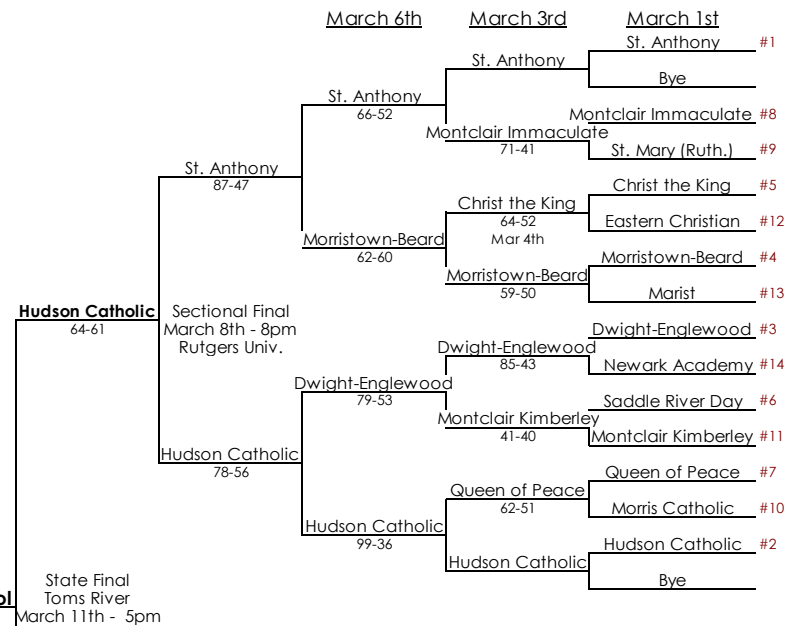 March 6th
March 3rd
March 1st
St. Anthony
#1
St. Anthony
Bye
St. Anthony
66-52
Montclair Immaculate
#8
Montclair Immaculate
71-41
St. Mary (Ruth.)
#9
St. Anthony
87-47
Christ the King
#5
Christ the King
64-52
Mar 4th
Eastern Christian
#12
Morristown-Beard
62-60
Morristown-Beard
#4
Morristown-Beard
59-50
Marist
#13
Hudson Catholic
64-61
Sectional Final
March 8th - 8pm
Rutgers Univ.
Dwight-Englewood
#3
Dwight-Englewood
85-43
Newark Academy
#14
Dwight-Englewood
79-53
Saddle River Day
#6
Montclair Kimberley
41-40
Montclair Kimberley
#11
Hudson Catholic
78-56
Queen of Peace
#7
Queen of Peace
62-51
Morris Catholic
#10
Hudson Catholic
99-36
Hudson Catholic
#2
Hudson Catholic
Bye
State Final
ol
Toms River
March 11th - 5pm